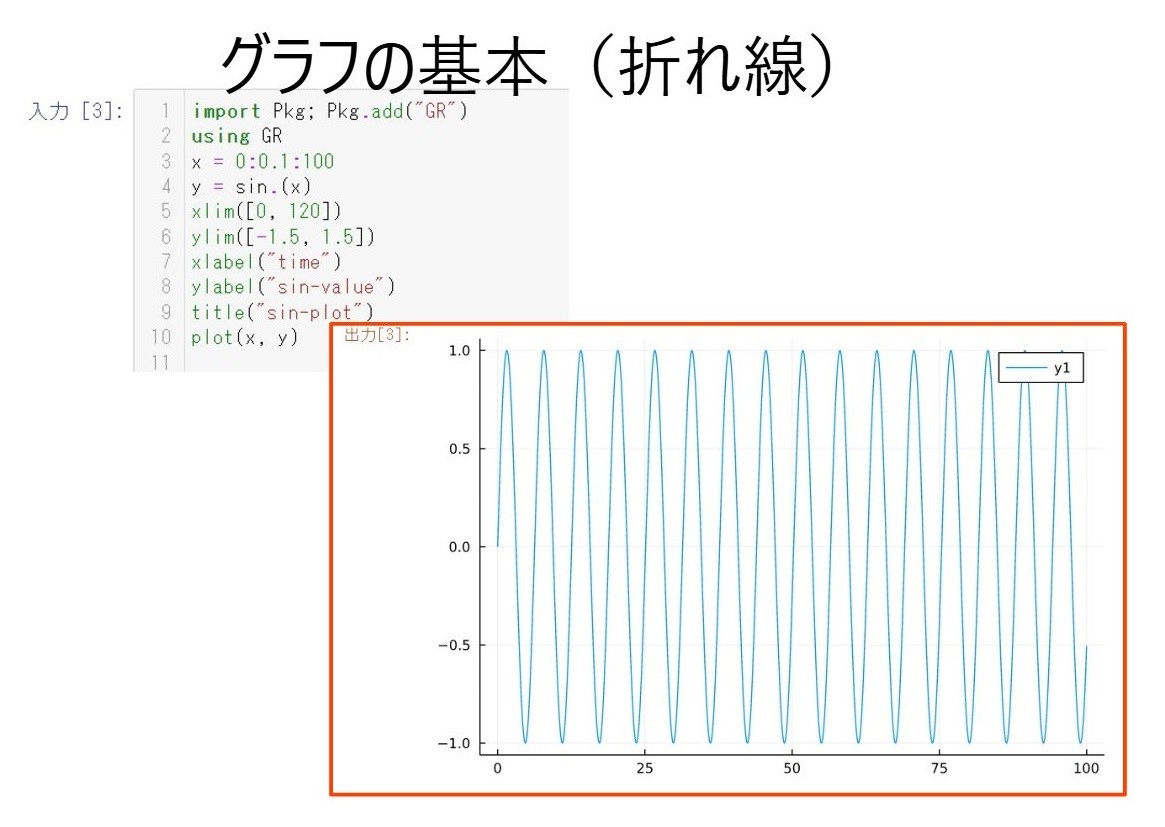 グラフの基本（折れ線）
入力 [3]:
1 import Pkg; Pkg.add("GR")
2 using GR
3 x = 0:0.1:100
4 y = sin.(x)
5 xlim([0, 120])
6 ylim([-1.5, 1.5])
7 xlabel("time")
8 ylabel("sin-value")
9 title("sin-plot")
10 plot(x, y)
11
出力[3]:
1.0
y1
0.5
0.0
−0.5
−1.0
0 25 50 75 100